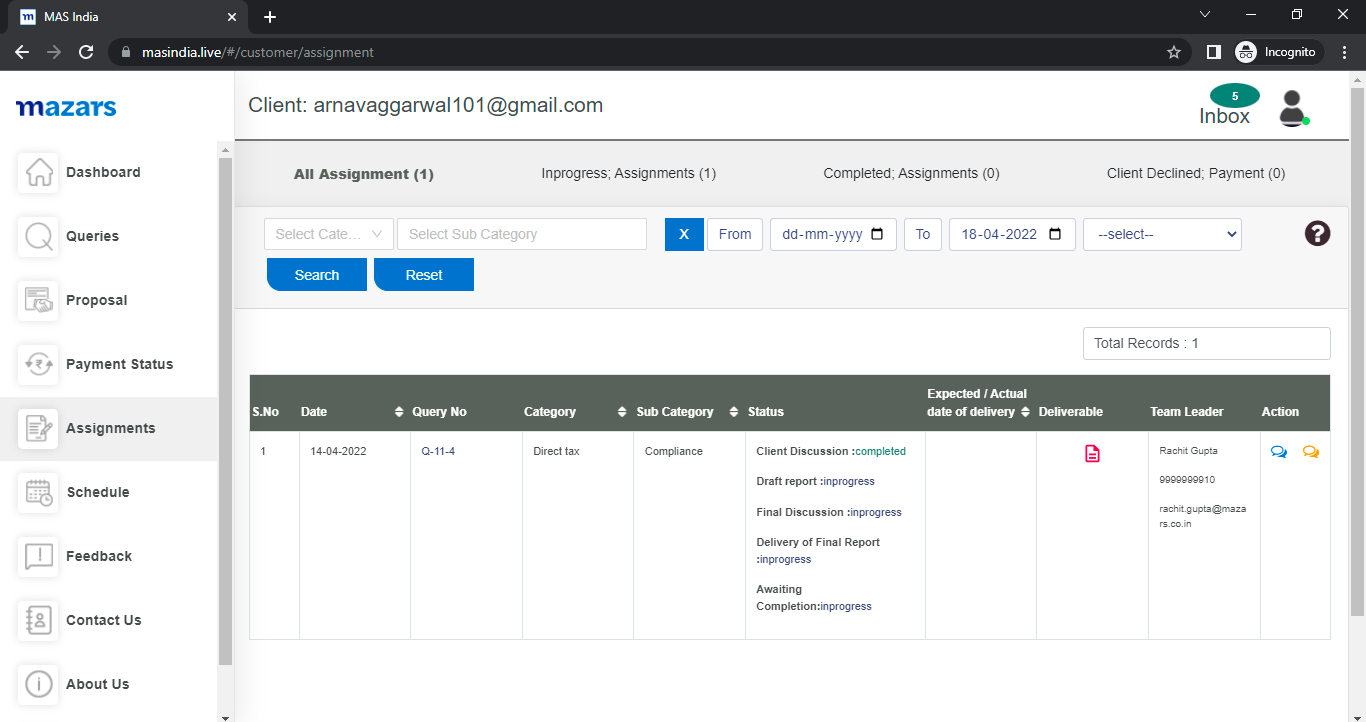 MAS India
masindia.live/#/customer/assignment
Incognito
mazars
Client: arnavaggarwal101@gmail.com
5
Inbox
Dashboard
Queries
Proposal
Payment Status
Assignments
Schedule
Feedback
Contact Us
About Us
All Assignment (1)
Inprogress; Assignments (1)
Completed; Assignments (0)
Client Declined; Payment (0)
Select Cate...
Select Sub Category
X
From
dd-mm-yyyy
To
18-04-2022
--select--
?
Search
Reset
Total Records : 1
S.No
Date
Query No
Category
Sub Category
Status
Expected / Actual
date of delivery
Deliverable
Team Leader
Action
1
14-04-2022
Q-11-4
Direct tax
Compliance
Client Discussion :completed
Draft report :inprogress
Final Discussion :inprogress
Delivery of Final Report
:inprogress
Awaiting
Completion:inprogress
Rachit Gupta
9999999910
rachit.gupta@maza
rs.co.in